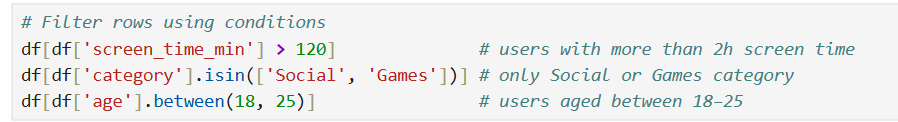 # Filter rows using conditions
df[df['screen_time_min'] > 120]                # users with more than 2h screen time
df[df['category'].isin(['Social', 'Games'])] # only Social or Games category
df[df['age'].between(18, 25)]                  # users aged between 18–25